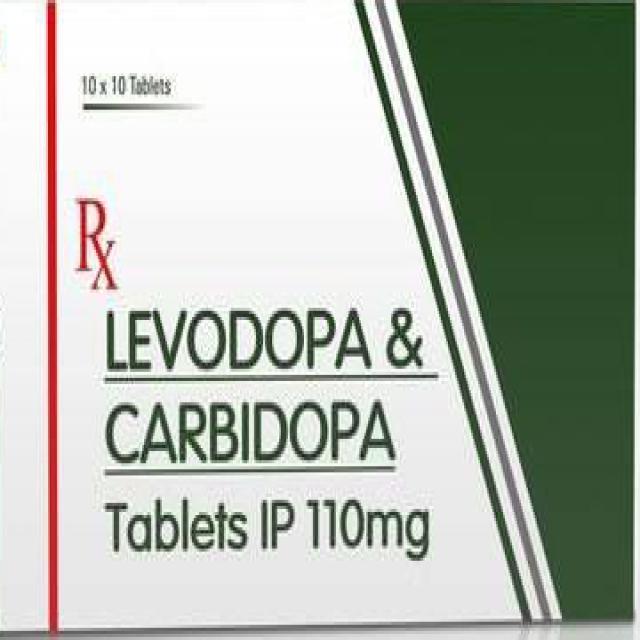 10 x 10 Tablets
Rx
LEVODOPA &
CARBIDOPA
Tablets IP 110mg